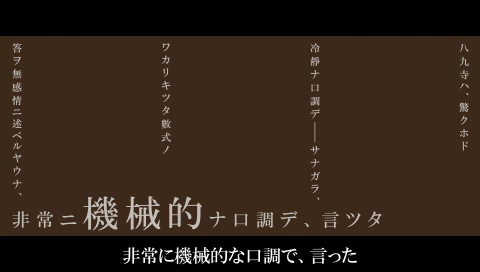 八九寺ハ、驚クホド
冷靜ナ口調デ――サナガラ、
ワカリキツタ數式ノ
答ヲ無感情ニ述ベルヤウナ、
非常ニ機械的ナ口調デ、言ツタ
非常に機械的な口調で、言った